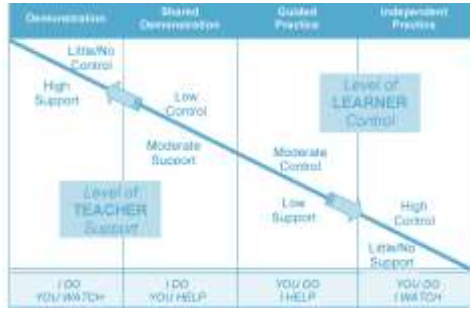 Demonstration
Shared
Demonstration
Guided
Practice
Independent
Practice
Little/No
Control
High
Support
Low
Control
Moderate
Support
Level of
LEARNER
Control
Moderate
Control
Low
Support
Level of
TEACHER
Support
High
Control
Little/No
Support
I DO
YOU WATCH
I DO
YOU HELP
YOU DO
I HELP
YOU DO
I WATCH